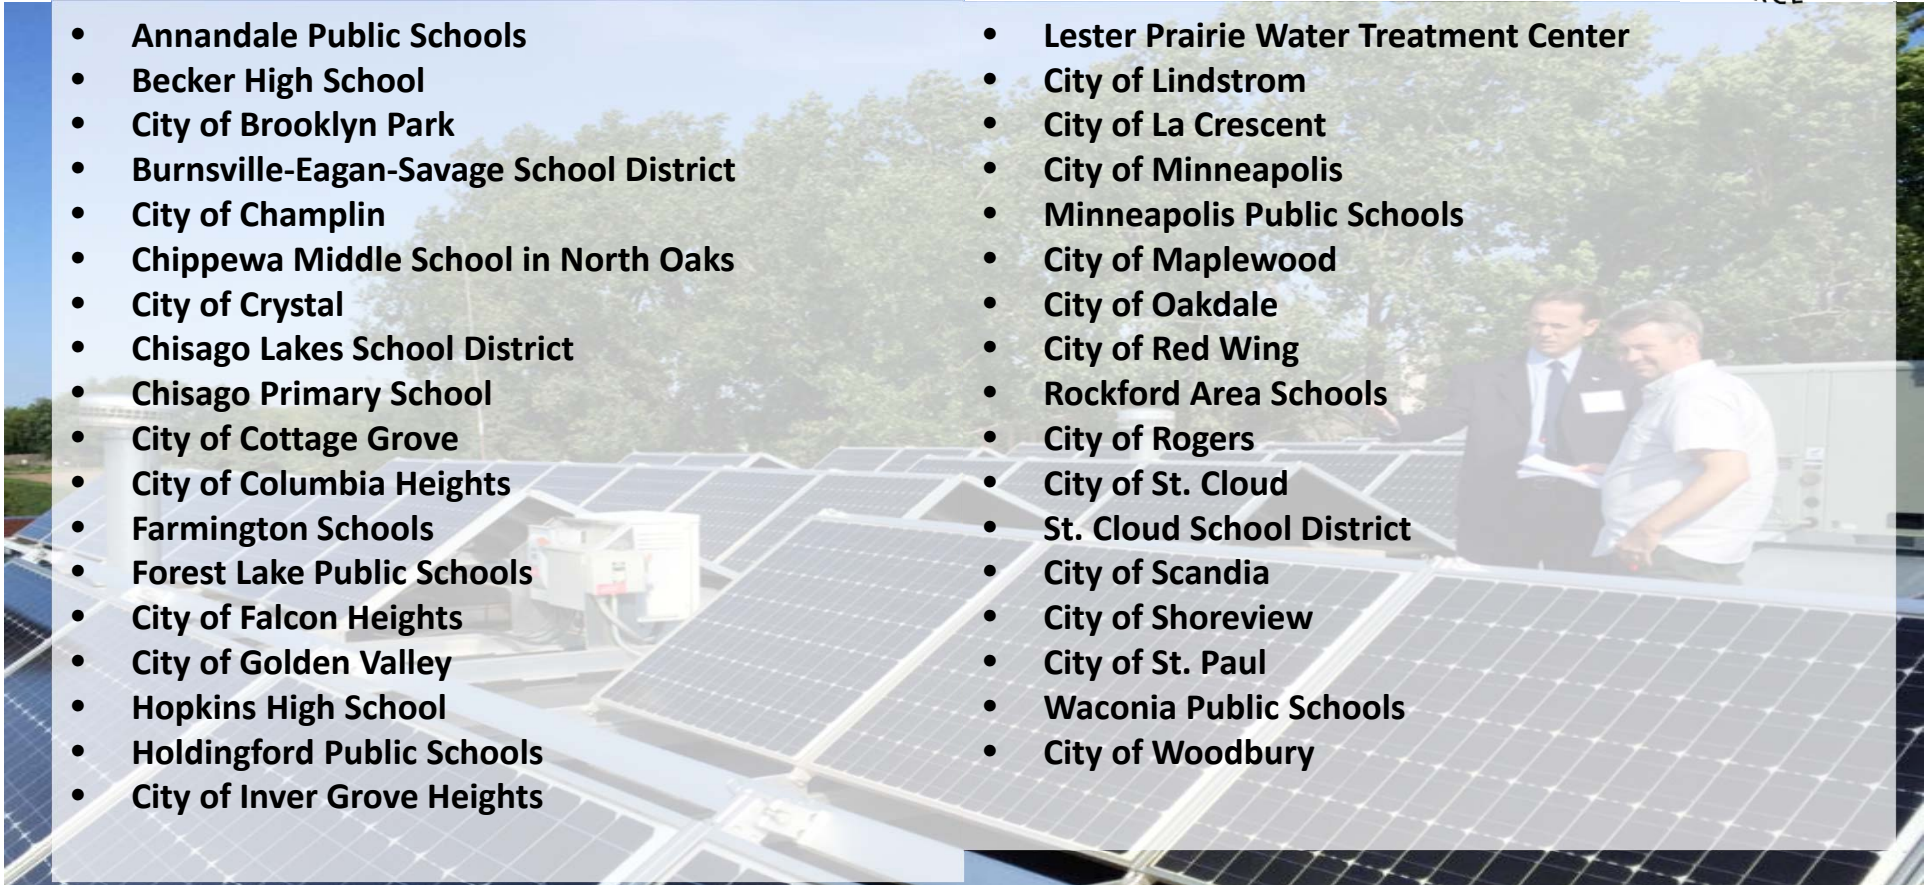 • Annandale Public Schools
• Becker High School
• City of Brooklyn Park
• Burnsville-Eagan-Savage School District
• City of Champlin
• Chippewa Middle School in North Oaks
• City of Crystal
• Chisago Lakes School District
• Chisago Primary School
• City of Cottage Grove
• City of Columbia Heights
• Farmington Schools
• Forest Lake Public Schools
• City of Falcon Heights
• City of Golden Valley
• Hopkins High School
• Holdingford Public Schools
• City of Inver Grove Heights
• Lester Prairie Water Treatment Center
• City of Lindstrom
• City of La Crescent
• City of Minneapolis
• Minneapolis Public Schools
• City of Maplewood
• City of Oakdale
• City of Red Wing
• Rockford Area Schools
• City of Rogers
• City of St. Cloud
• St. Cloud School District
• City of Scandia
• City of Shoreview
• City of St. Paul
• Waconia Public Schools
• City of Woodbury